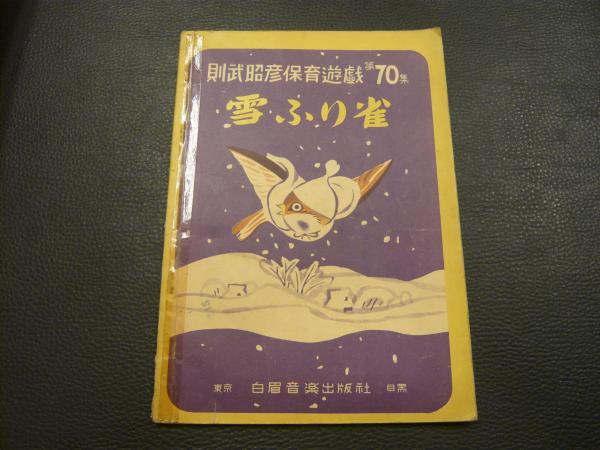 則武昭彦保育遊戯第70集
雪ふり雀
東京 白眉音楽出版社 目黒